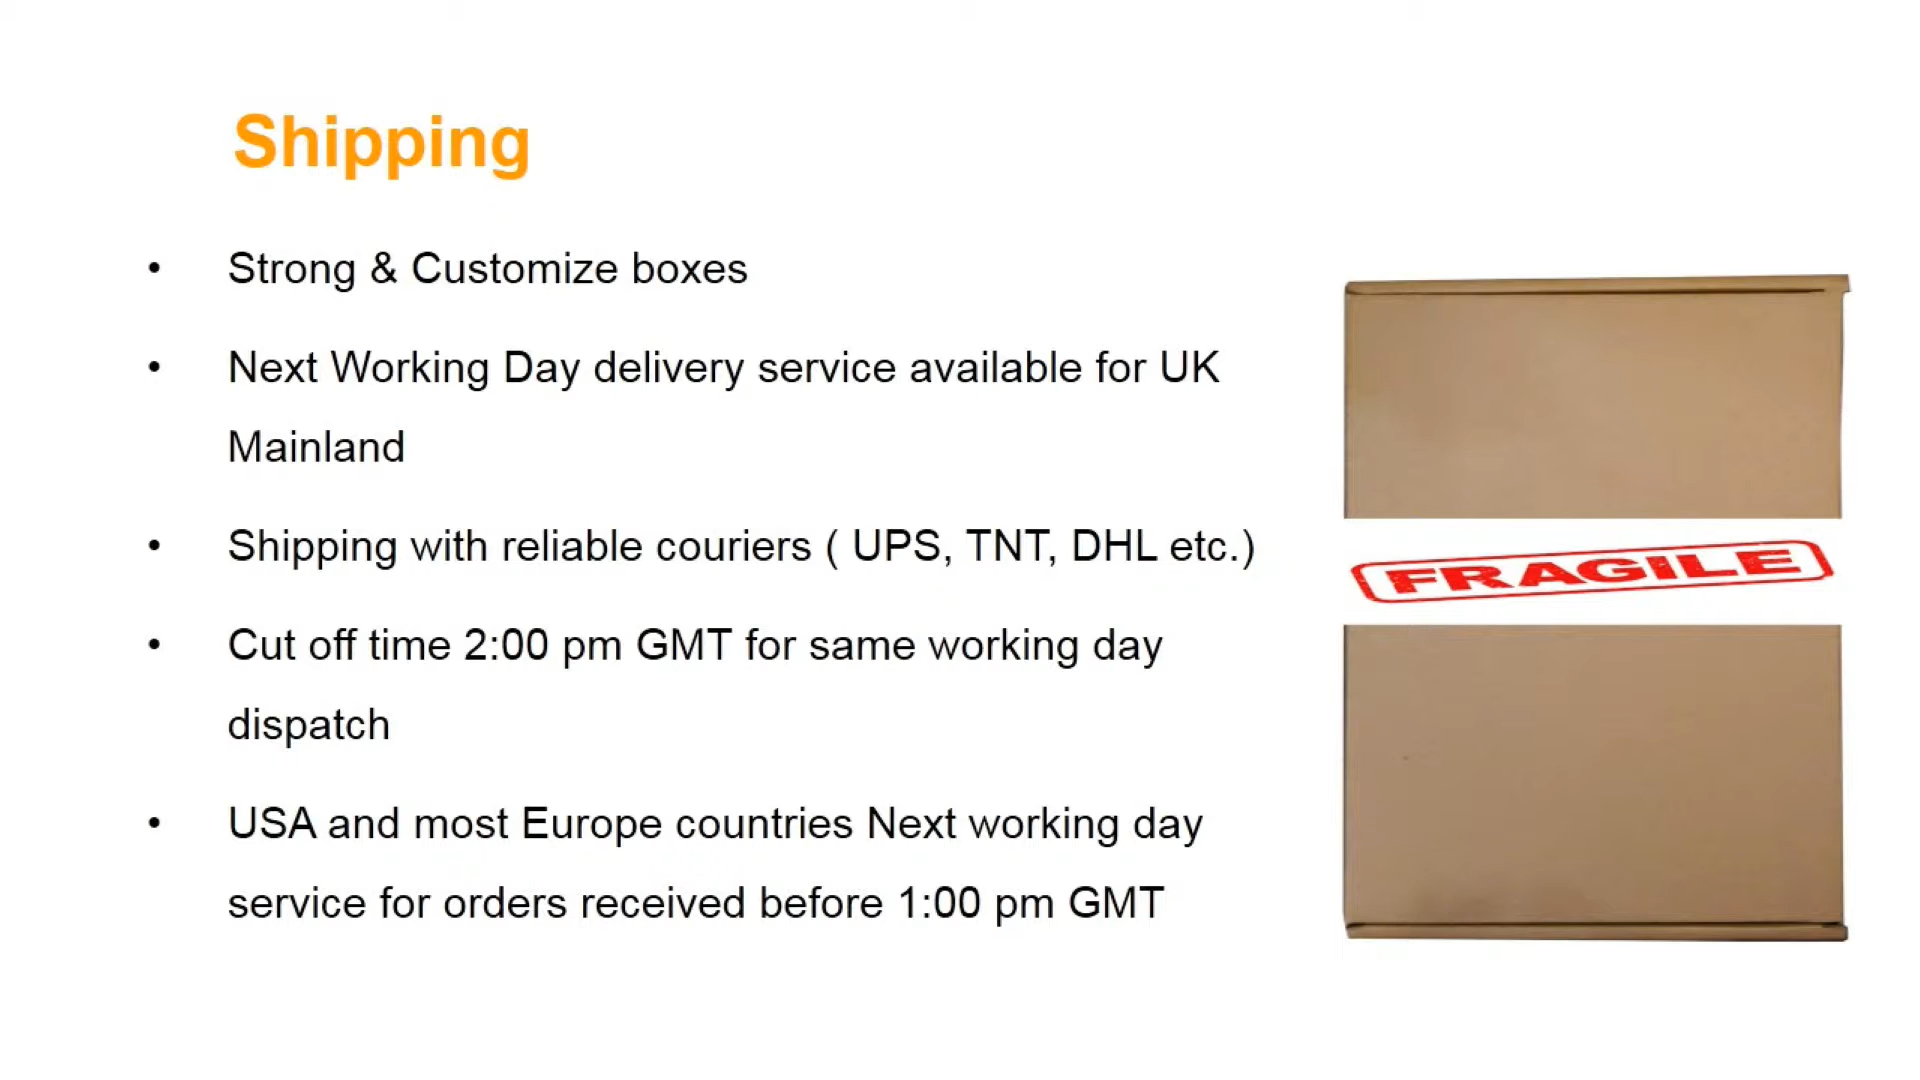 Shipping
• Strong & Customize boxes
• Next Working Day delivery service available for UK
Mainland
• Shipping with reliable couriers ( UPS, TNT, DHL etc.)
• Cut off time 2:00 pm GMT for same working day
dispatch
• USA and most Europe countries Next working day
service for orders received before 1:00 pm GMT
FRAGILE